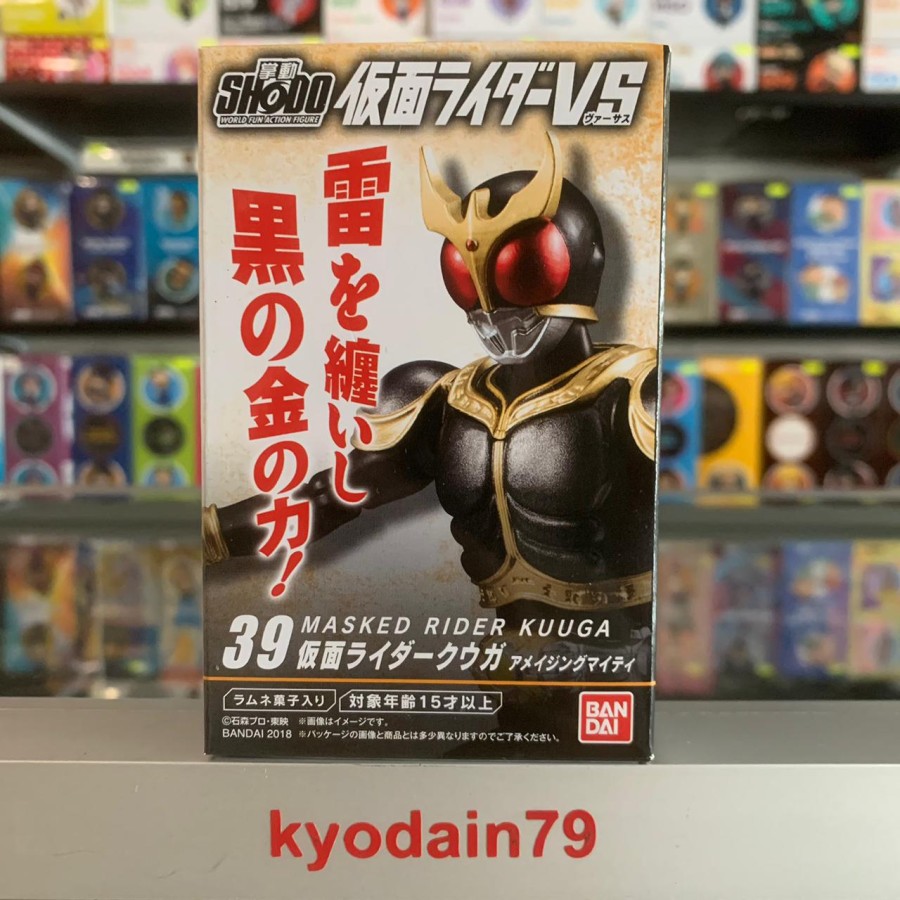 掌動
SHODO
WORLD FUN ACTION FIGURE
仮面ライダーVS
ヴァーサス
雷を纏いし
黒の金の力!
39 MASKED RIDER KUUGA
仮面ライダークウガ アメイジングマイティ
ラムネ菓子入り
対象年齢15才以上
©石森プロ・東映 ※画像はイメージです。
BANDAI 2018 ※パッケージの画像と商品とは多少異なりますのでご了承ください。
BAN
DAI
kyodain79